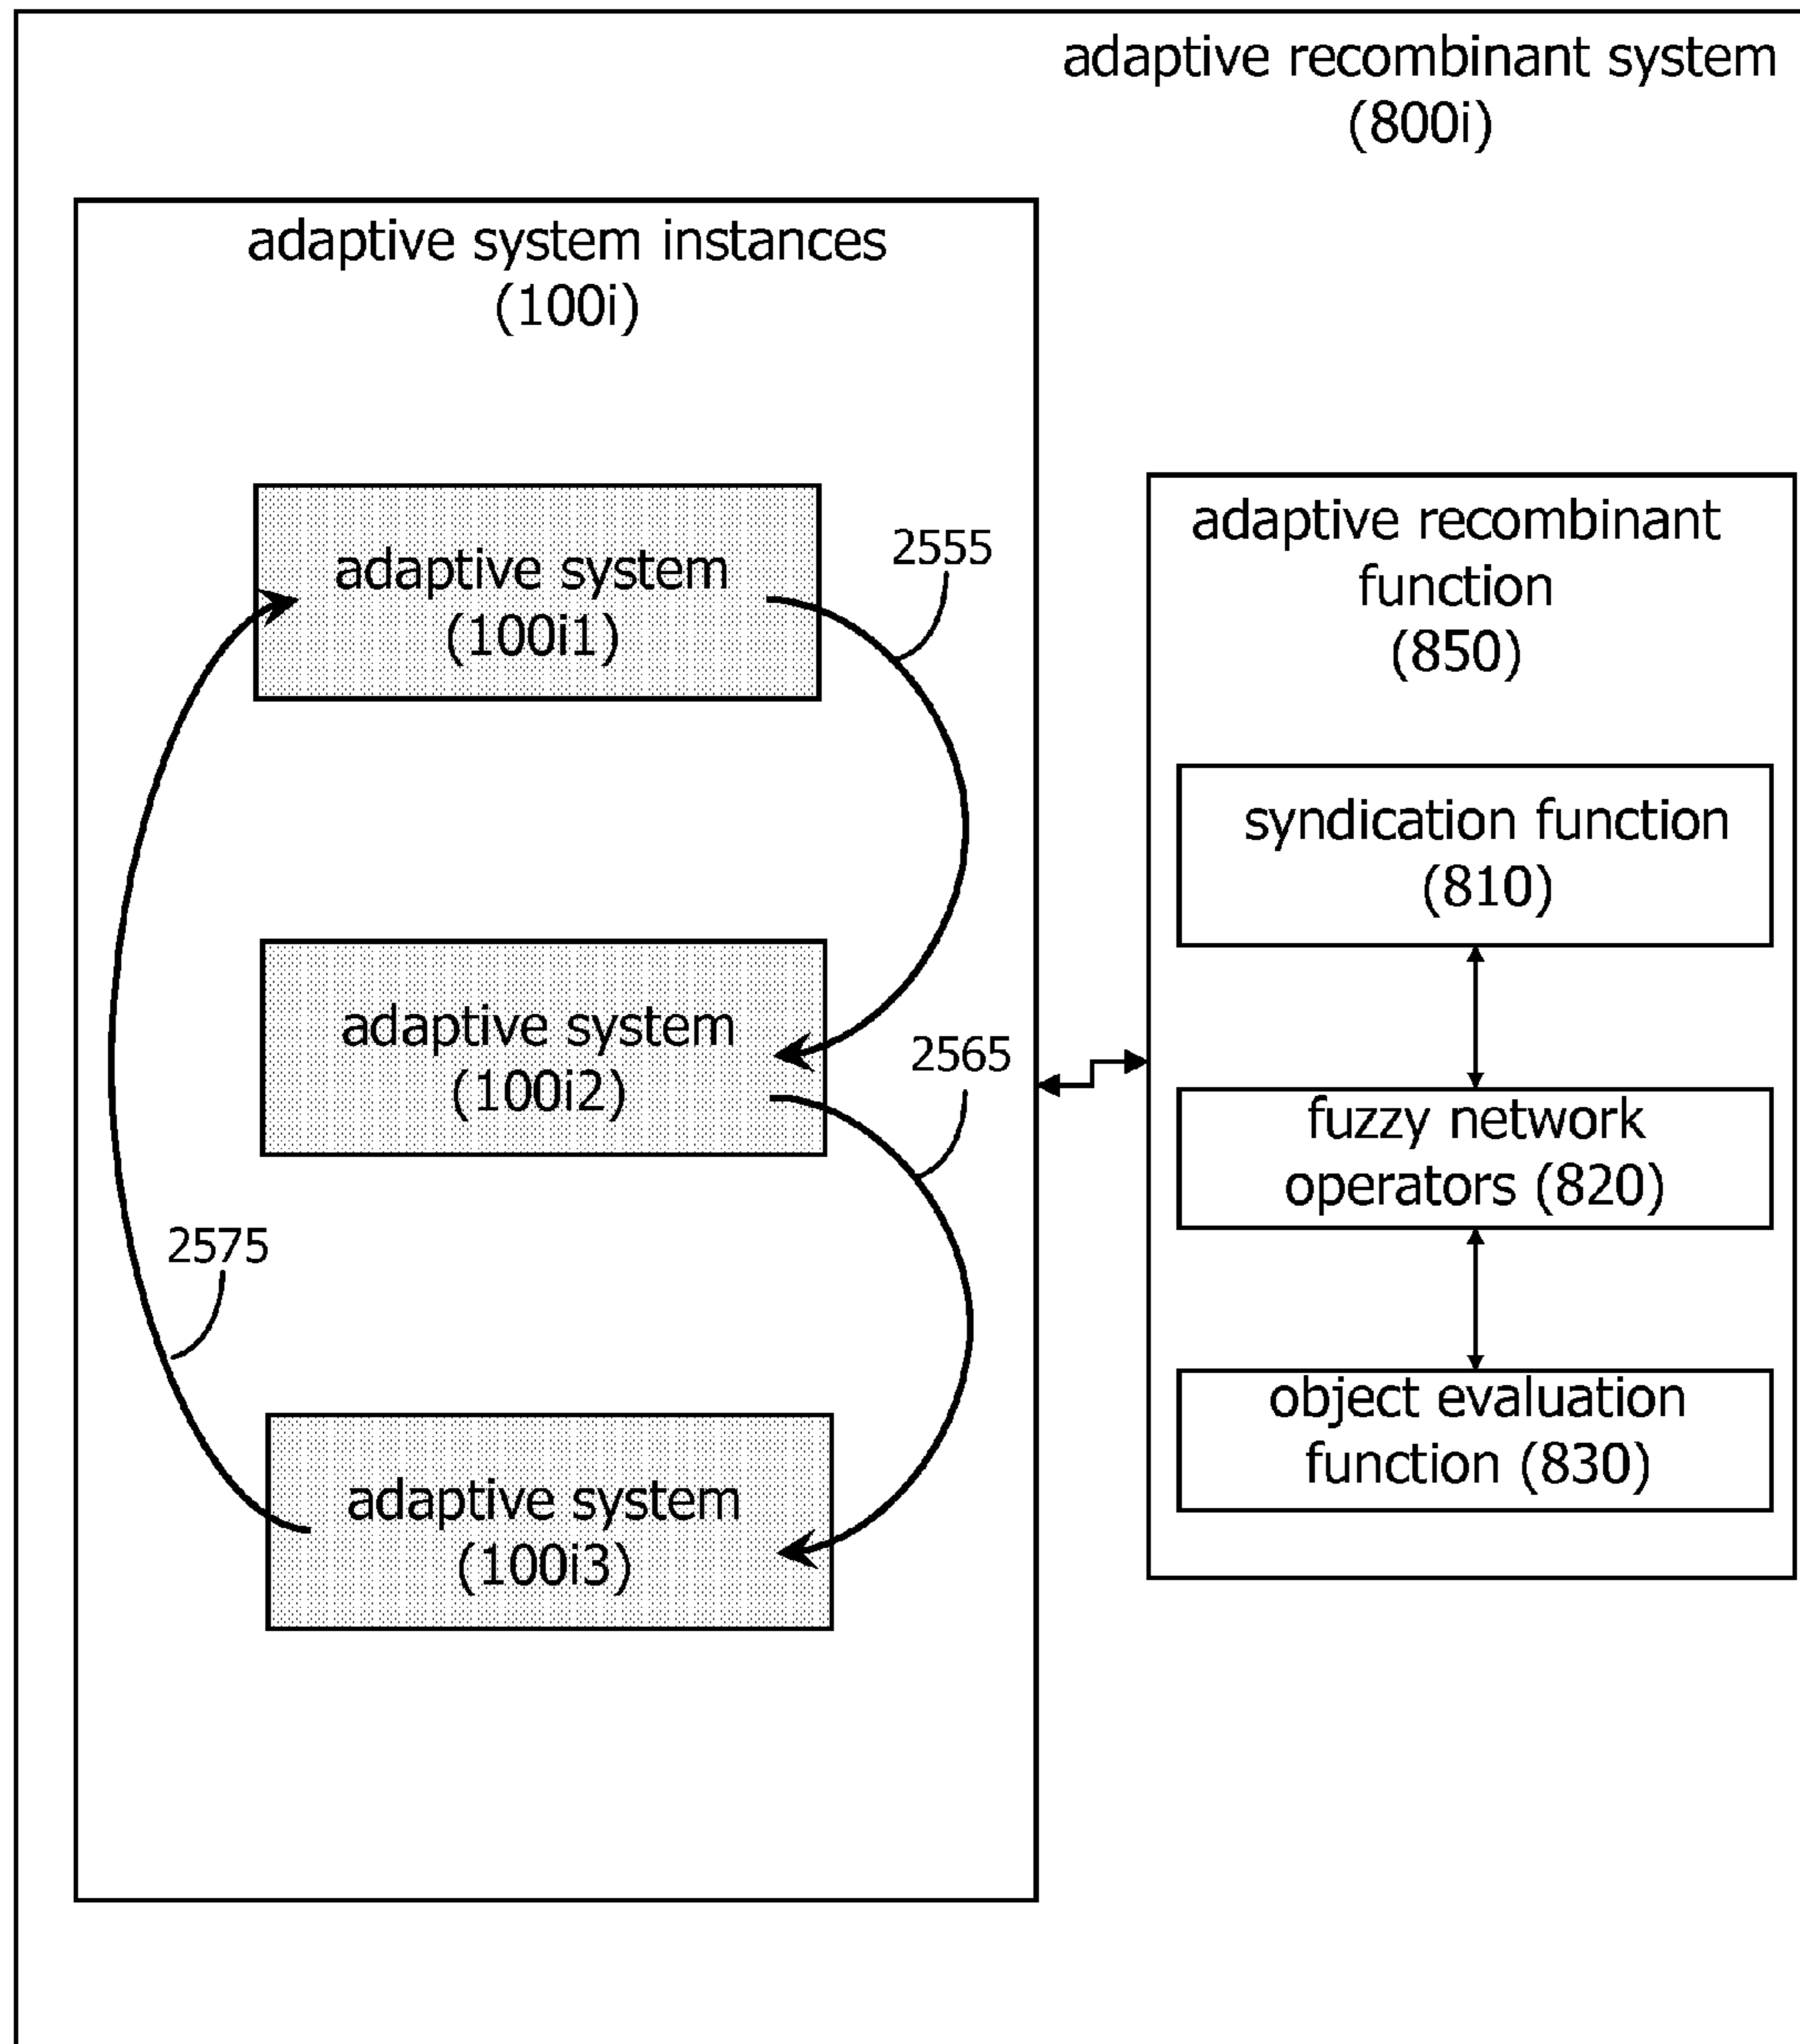 adaptive recombinant system
(800i)
adaptive system instances
(100i)
adaptive system
(100i1)
2555
adaptive system
(100i2)
2565
2575
adaptive system
(100i3)
adaptive recombinant
function
(850)
syndication function
(810)
fuzzy network
operators (820)
object evaluation
function (830)